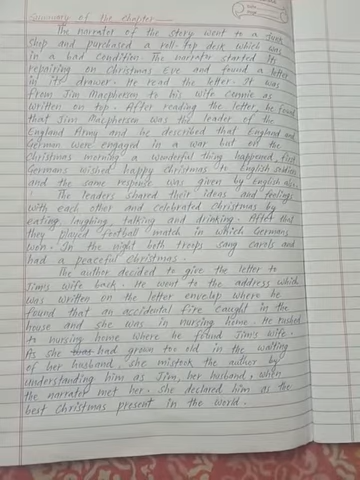 Summary of the Chapter
The narrator of the story went to a Junk
shop and purchased a roll-top desk which was
in a bad condition. The narrator started its
repairing on Christmas Eve and found a letter
in its drawer. He read the letter. It was
from Jim Macpherson to his wife Connie as
written on top. After reading the letter, he found
that Jim Macpherson was the leader of the
England Army and he described that England and
German were engaged in a war but on the
Christmas morning a wonderful thing happened, first
Germans wished happy christmas to English soldiers
and the same response was given by English
The leaders shared their ideas and feelings
with each other and celebrated Christmas by
eating, laughing, talking and drinking. After that
they played football match in which Germans
won. In the night both troops sang carols and
had a peaceful christmas.
The author decided to give the letter to
Jim's wife back. He went to the address which
was written on the letter envelop where he
found that an accidental fire caught in the
house and she was in nursing home. He rushed
to nursing home where he found Jim's wife.
As she had grown too old in the waiting
of her husband, she mistook the author by
understanding him as Jim, her husband, when
the narrator met her. She declared him as the
best Christmas present in the world.